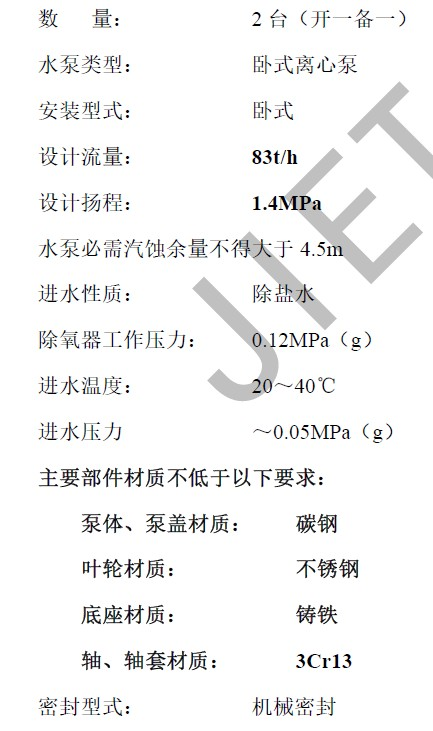 数 量： 2 台（开一备一）
水泵类型： 卧式离心泵
安装型式： 卧式
设计流量： 83t/h
设计扬程： 1.4MPa
水泵必需汽蚀余量不得大于 4.5m
进水性质： 除盐水
除氧器工作压力： 0.12MPa（g）
进水温度： 20～40℃
进水压力 ～0.05MPa（g）
主要部件材质不低于以下要求：
泵体、泵盖材质： 碳钢
叶轮材质： 不锈钢
底座材质： 铸铁
轴、轴套材质： 3Cr13
密封型式： 机械密封
JIET